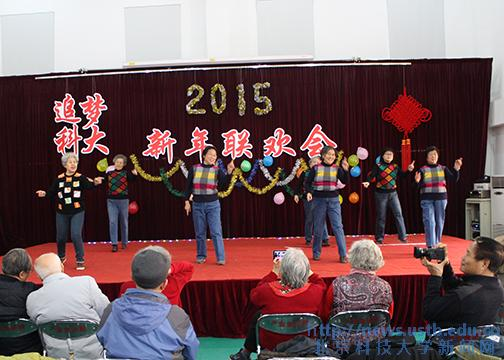 2015
追梦
科大
新年联欢会
http://news.ustb.edu.cn
北京科技大学新闻网